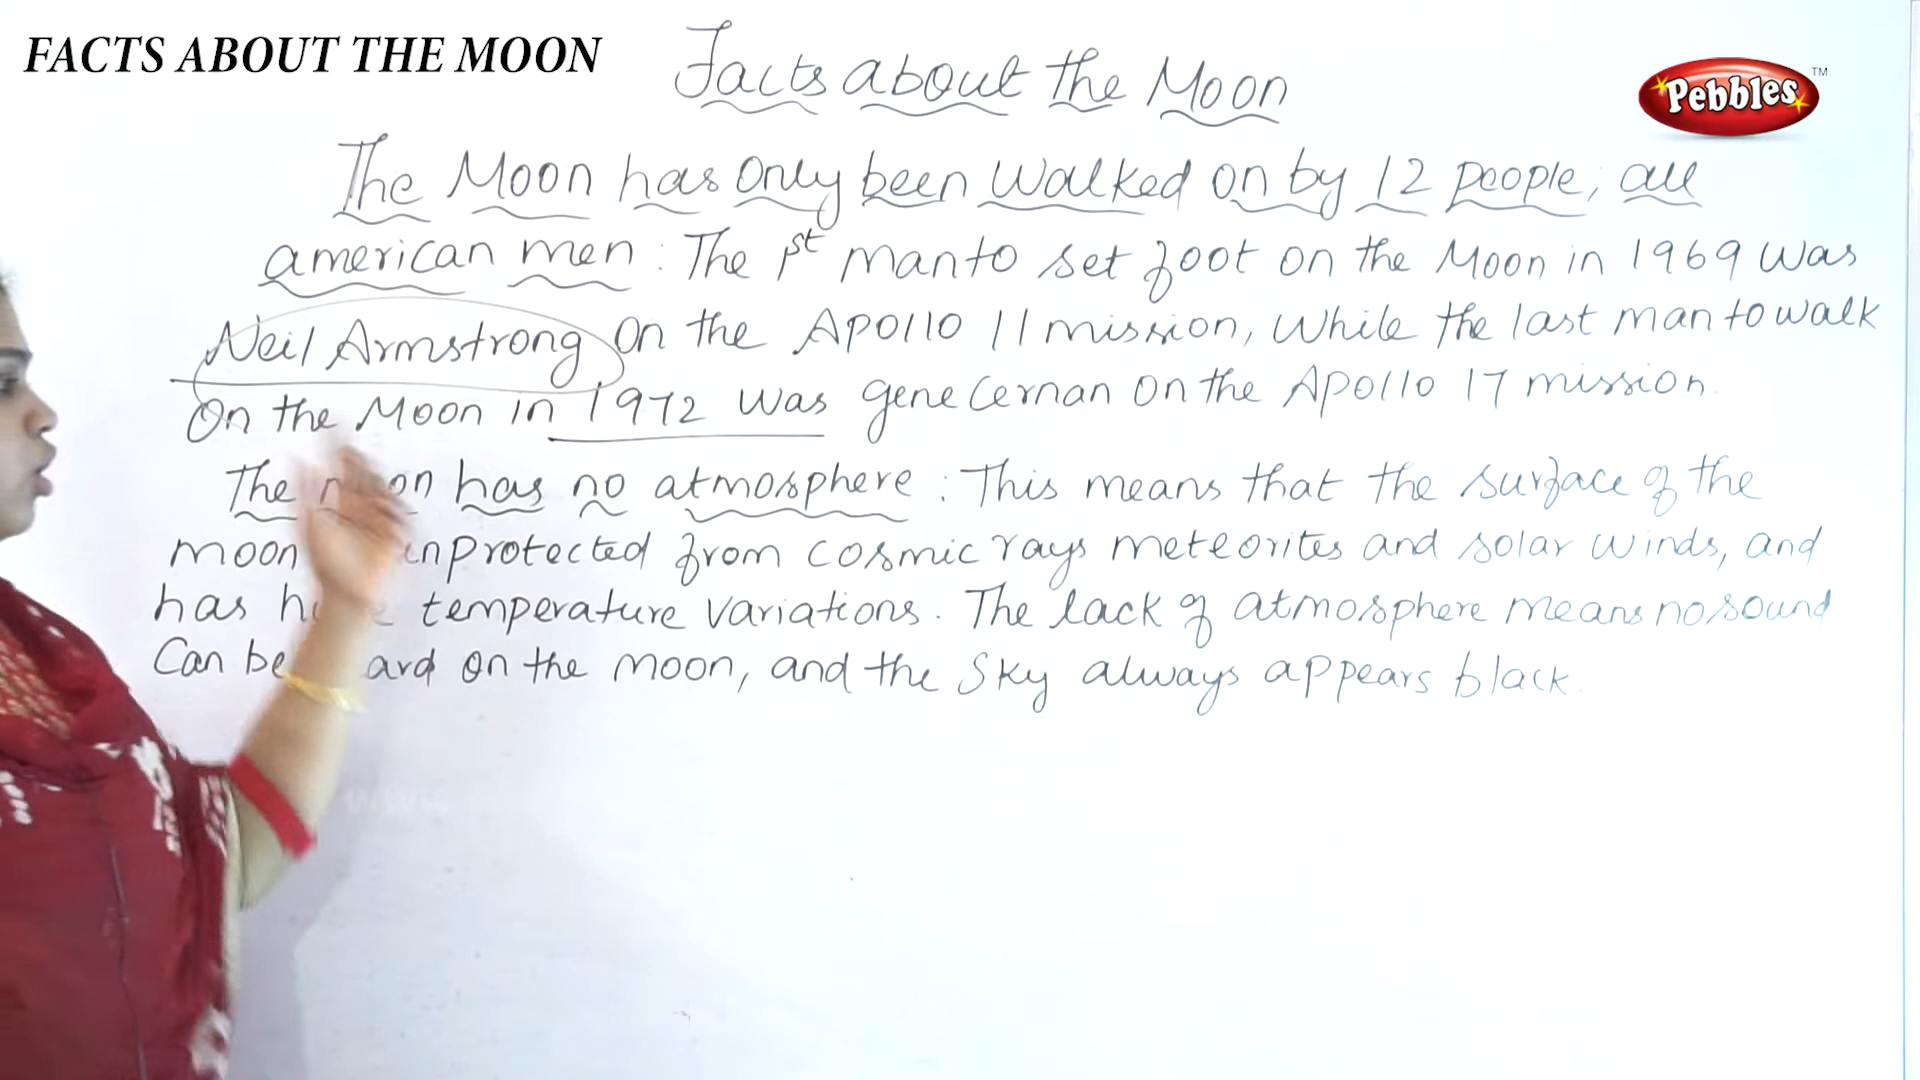 FACTS ABOUT THE MOON
Facts about the Moon
Pebbles TM
The Moon has only been walked on by 12 people, all
american men : The 1st man to set foot on the Moon in 1969 was
Neil Armstrong On the Apollo 11 mission, While the last man to walk
On the Moon in 1972 was gene Cernan On the Apollo 17 mission.
The has no atmosphere : This means that the surface of the
moon from cosmic rays meteorites and solar winds, and
has temperature variations. The lack of atmosphere means no sound
Can be on the moon, and the Sky always appears black.